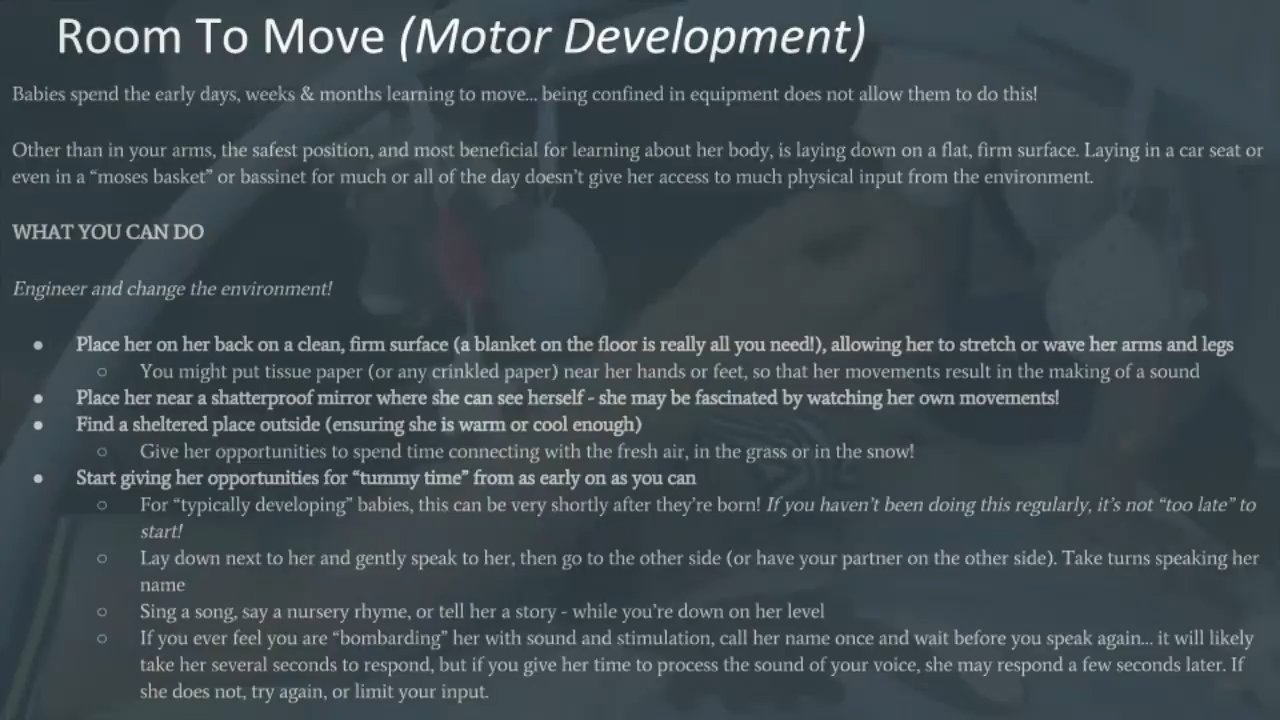 Room To Move (Motor Development)
Babies spend the early days, weeks & months learning to move... being confined in equipment does not allow them to do this!
Other than in your arms, the safest position, and most beneficial for learning about her body, is laying down on a flat, firm surface. Laying in a car seat or
even in a “moses basket” or bassinet for much or all of the day doesn’t give her access to much physical input from the environment.
WHAT YOU CAN DO
Engineer and change the environment!
● Place her on her back on a clean, firm surface (a blanket on the floor is really all you need!), allowing her to stretch or wave her arms and legs
○ You might put tissue paper (or any crinkled paper) near her hands or feet, so that her movements result in the making of a sound
● Place her near a shatterproof mirror where she can see herself - she may be fascinated by watching her own movements!
● Find a sheltered place outside (ensuring she is warm or cool enough)
○ Give her opportunities to spend time connecting with the fresh air, in the grass or in the snow!
● Start giving her opportunities for “tummy time” from as early on as you can
○ For “typically developing” babies, this can be very shortly after they’re born! If you haven’t been doing this regularly, it’s not “too late” to
start!
○ Lay down next to her and gently speak to her, then go to the other side (or have your partner on the other side). Take turns speaking her
name
○ Sing a song, say a nursery rhyme, or tell her a story - while you’re down on her level
○ If you ever feel you are “bombarding” her with sound and stimulation, call her name once and wait before you speak again... it will likely
take her several seconds to respond, but if you give her time to process the sound of your voice, she may respond a few seconds later. If
she does not, try again, or limit your input.